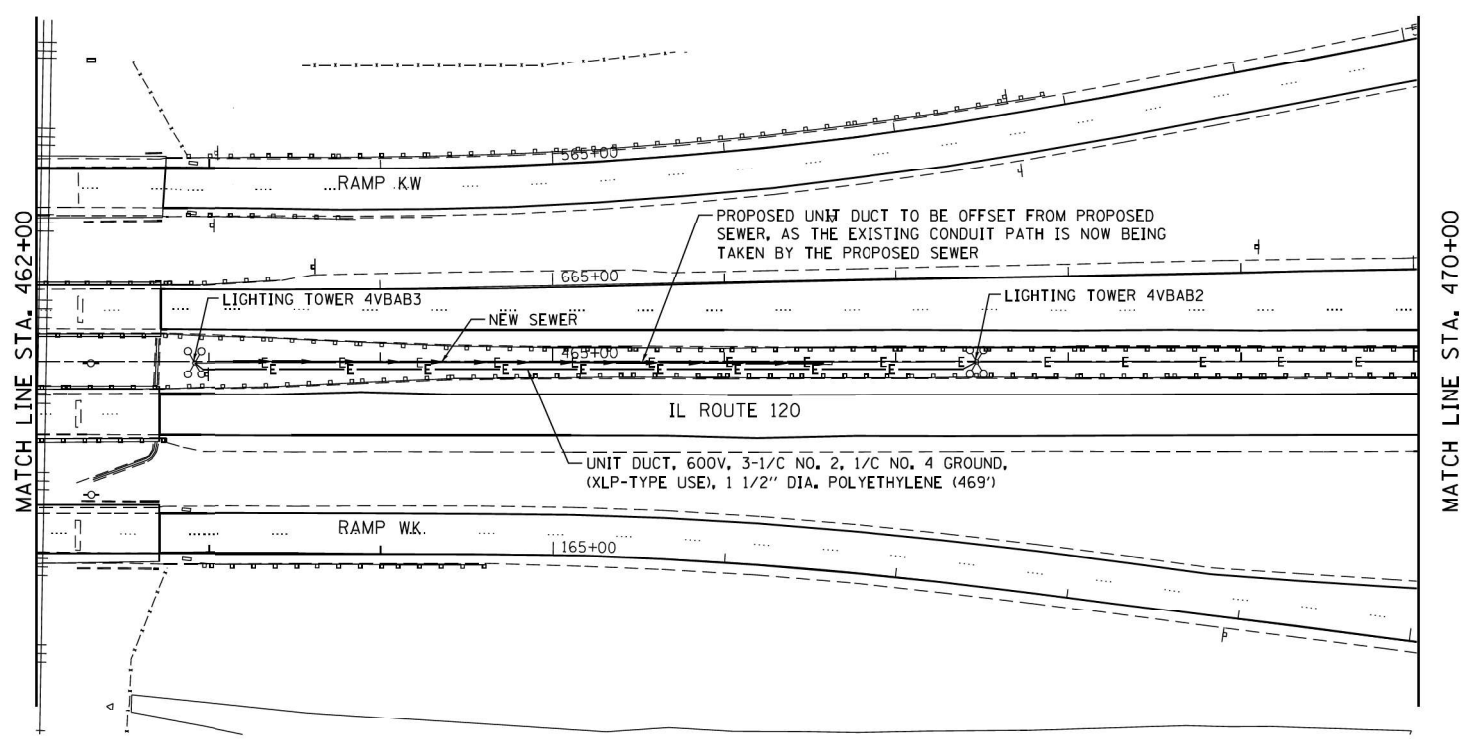 565+00
RAMP KW
PROPOSED UNIT DUCT TO BE OFFSET FROM PROPOSED
SEWER, AS THE EXISTING CONDUIT PATH IS NOW BEING
TAKEN BY THE PROPOSED SEWER
MATCH LINE STA. 462+00
MATCH LINE STA. 470+00
665+00
LIGHTING TOWER 4VBAB3
LIGHTING TOWER 4VBAB2
NEW SEWER
465+00
E E E E E E E E E E E E E E E
E E E E E E E E
IL ROUTE 120
UNIT DUCT, 600V, 3-1/C NO. 2, 1/C NO. 4 GROUND,
(XLP-TYPE USE), 1 1/2" DIA. POLYETHYLENE (469')
RAMP WK
165+00